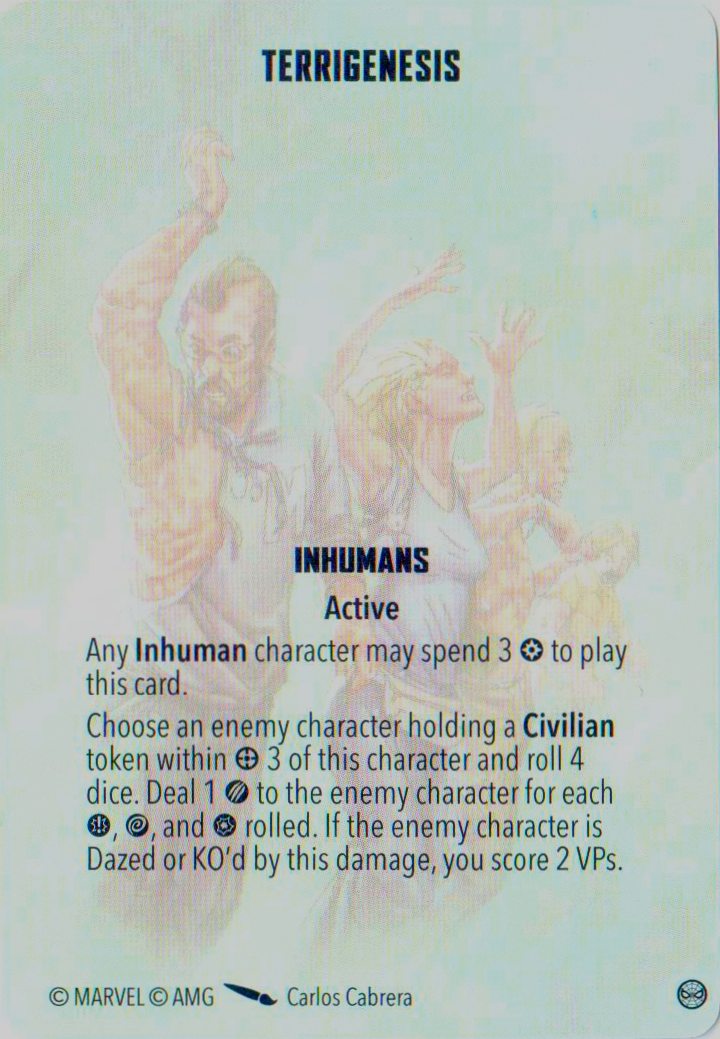 TERRIGENESIS
INHUMANS
Active
Any Inhuman character may spend 3 to play
this card.
Choose an enemy character holding a Civilian
token within 3 of this character and roll 4
dice. Deal 1 to the enemy character for each
, , and rolled. If the enemy character is
Dazed or KO'd by this damage, you score 2 VPs.
© MARVEL © AMG Carlos Cabrera